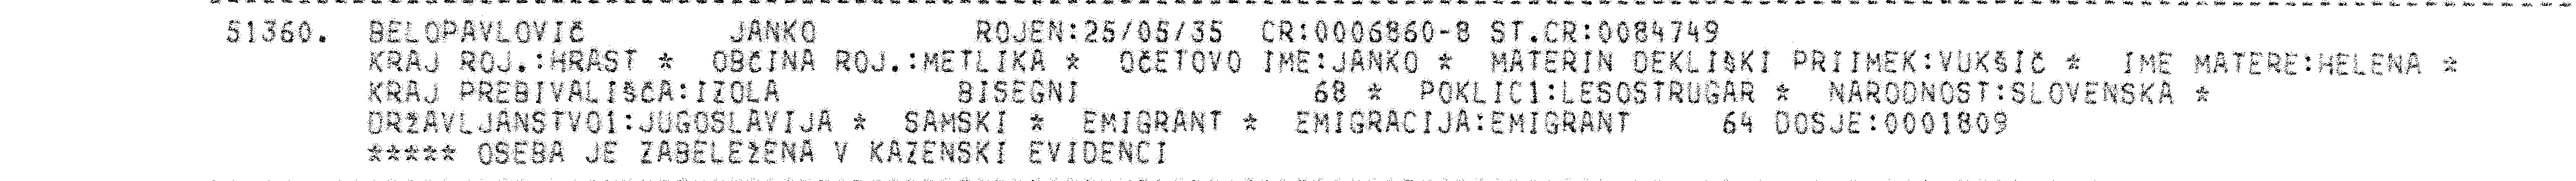 51360. BELOPAVLOVIČ JANKO ROJEN:25/05/35 CR:0006860-8 ST.CR:0084749
KRAJ ROJ.:HRAST * OBČINA ROJ.:METLIKA * OČETOVO IME:JANKO * MATERIN DEKLIŠKI PRIIMEK:VUKŠIČ * IME MATERE:HELENA *
KRAJ PREBIVALIŠČA:IZOLA BISEGNI 68 * POKLIC1:LESOSTRUGAR * NARODNOST:SLOVENSKA *
DRŽAVLJANSTVO1:JUGOSLAVIJA * SAMSKI * EMIGRANT * EMIGRACIJA:EMIGRANT 64 DOSJE:0001809
***** OSEBA JE ZABELEŽENA V KAZENSKI EVIDENCI